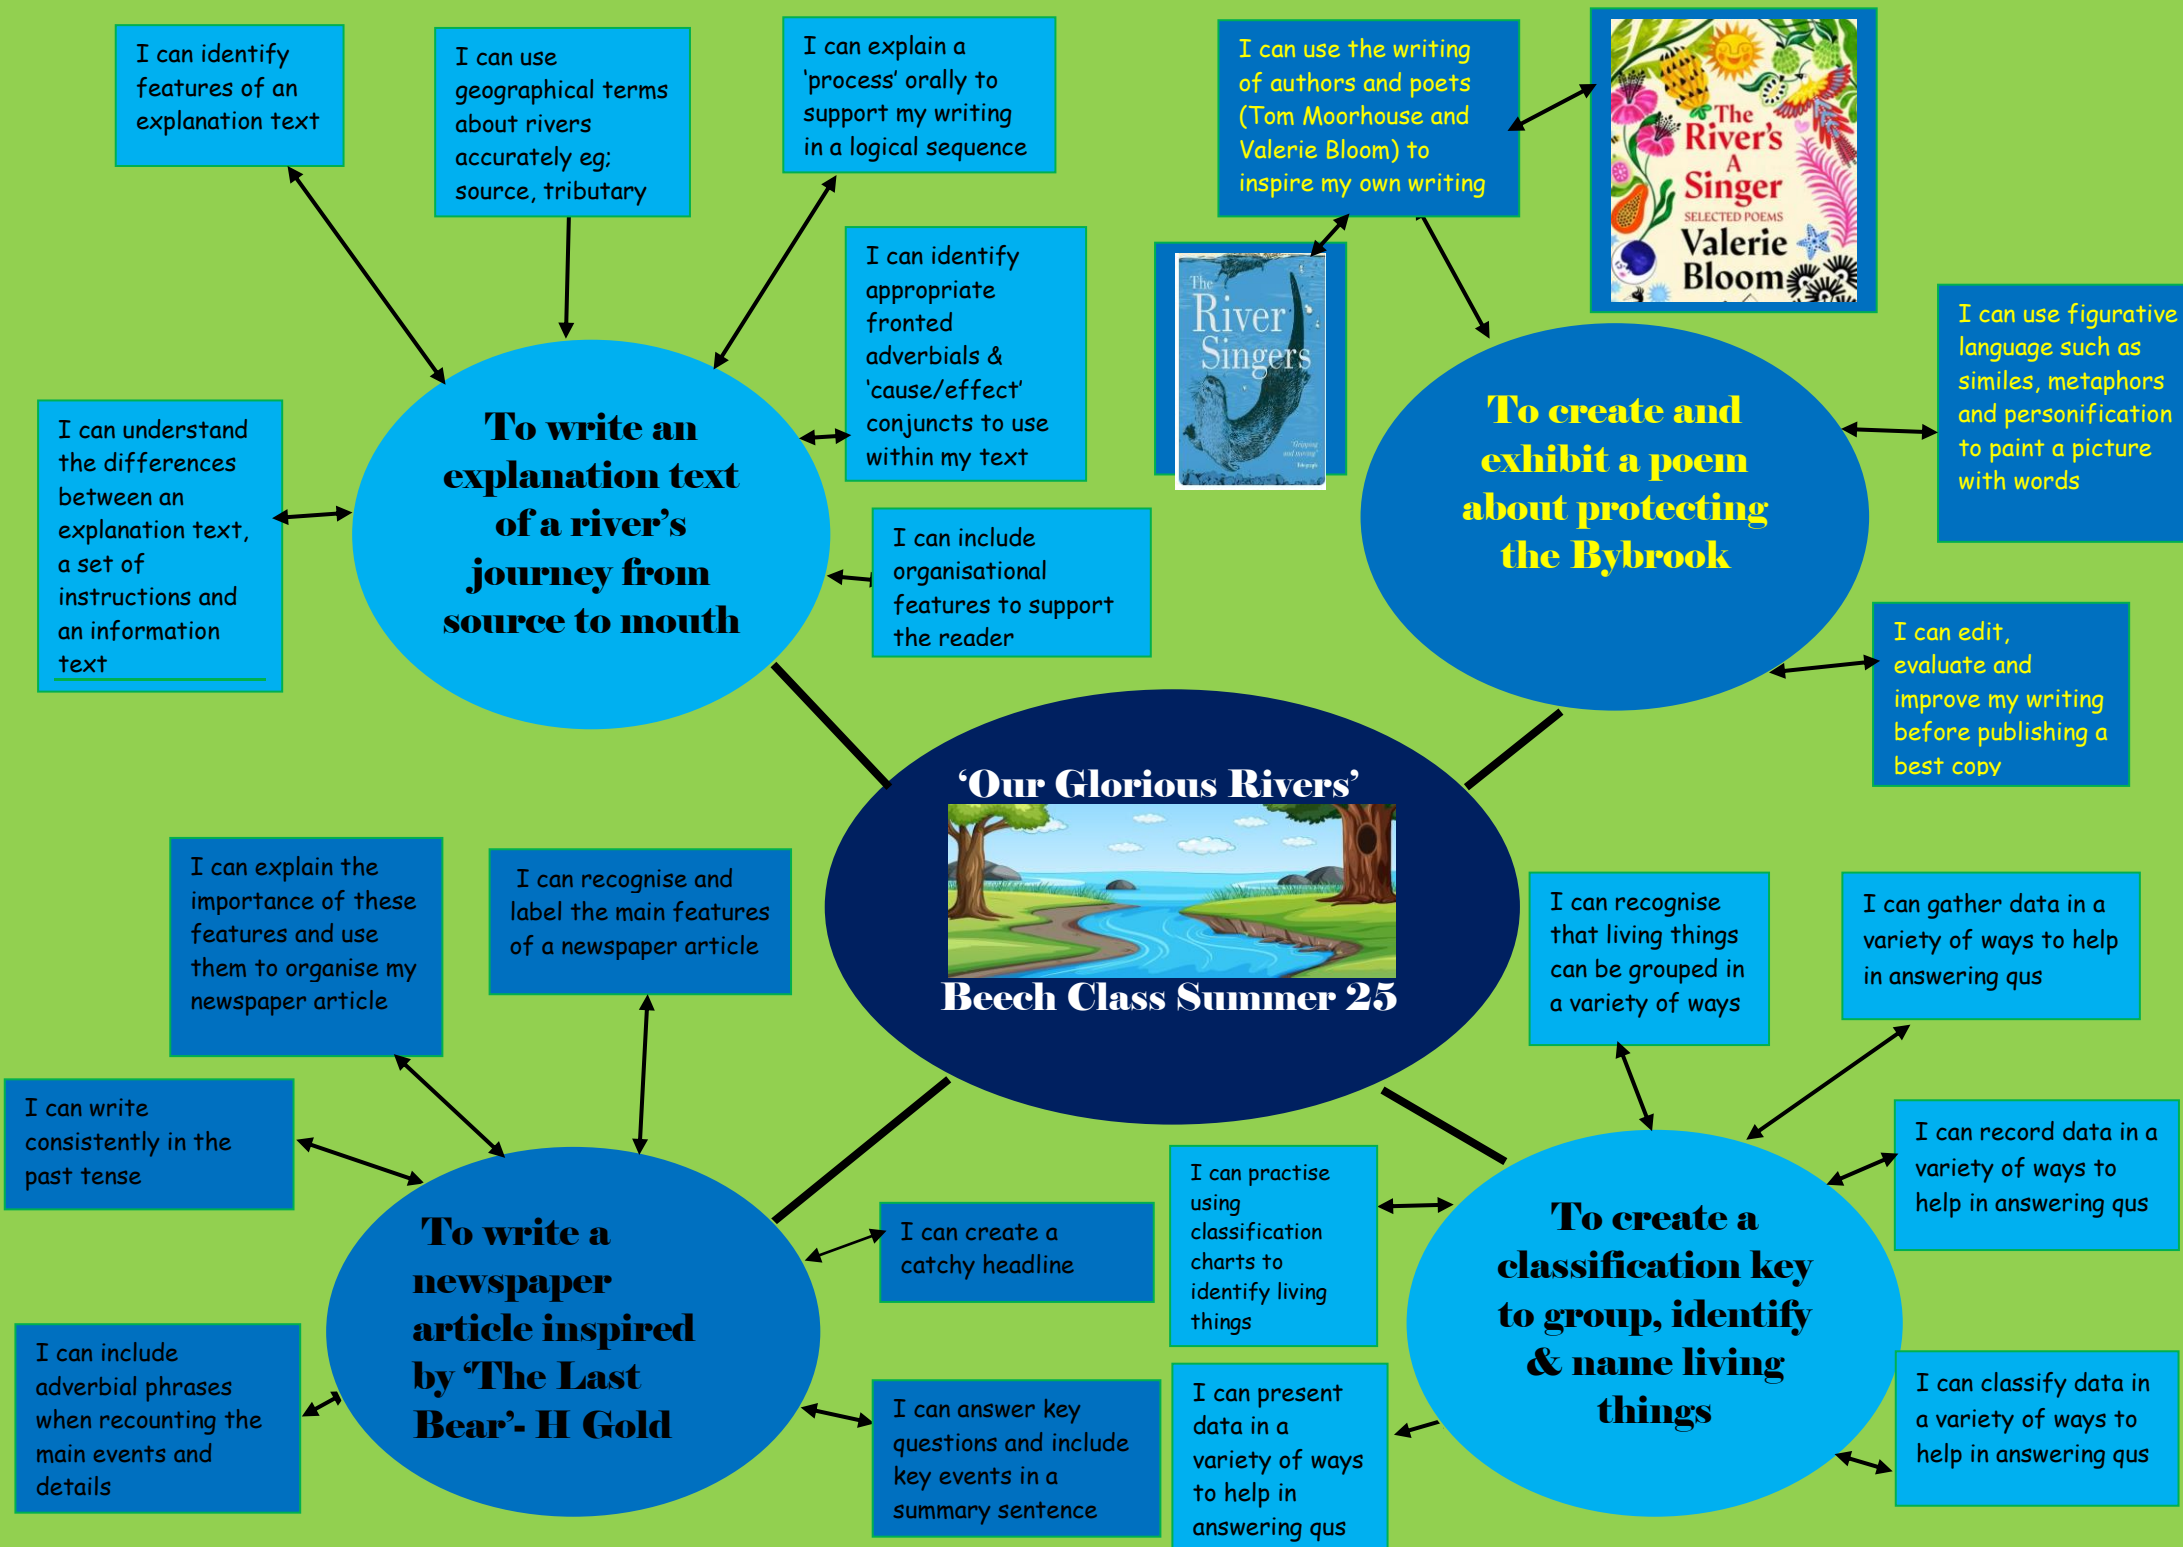 I can identify
features of an
explanation text
I can use
geographical terms
about rivers
accurately eg;
source, tributary
I can explain a
‘process’ orally to
support my writing
in a logical sequence
I can identify
appropriate
fronted
adverbials &
‘cause/effect’
conjuncts to use
within my text
I can include
organisational
features to support
the reader
I can understand
the differences
between an
explanation text,
a set of
instructions and
an information
text
To write an
explanation text
of a river’s
journey from
source to mouth
I can use the writing
of authors and poets
(Tom Moorhouse and
Valerie Bloom) to
inspire my own writing
The
River's
A
Singer
SELECTED POEMS
Valerie
Bloom
The
River
Singers
'Gripping
and moving'
Telegraph
I can use figurative
language such as
similes, metaphors
and personification
to paint a picture
with words
To create and
exhibit a poem
about protecting
the Bybrook
I can edit,
evaluate and
improve my writing
before publishing a
best copy
‘Our Glorious Rivers’
Beech Class Summer 25
I can explain the
importance of these
features and use
them to organise my
newspaper article
I can recognise and
label the main features
of a newspaper article
I can write
consistently in the
past tense
To write a
newspaper
article inspired
by ‘The Last
Bear’- H Gold
I can create a
catchy headline
I can include
adverbial phrases
when recounting the
main events and
details
I can answer key
questions and include
key events in a
summary sentence
I can recognise
that living things
can be grouped in
a variety of ways
I can gather data in a
variety of ways to help
in answering qus
I can record data in a
variety of ways to
help in answering qus
I can practise
using
classification
charts to
identify living
things
To create a
classification key
to group, identify
& name living
things
I can present
data in a
variety of ways
to help in
answering qus
I can classify data in
a variety of ways to
help in answering qus